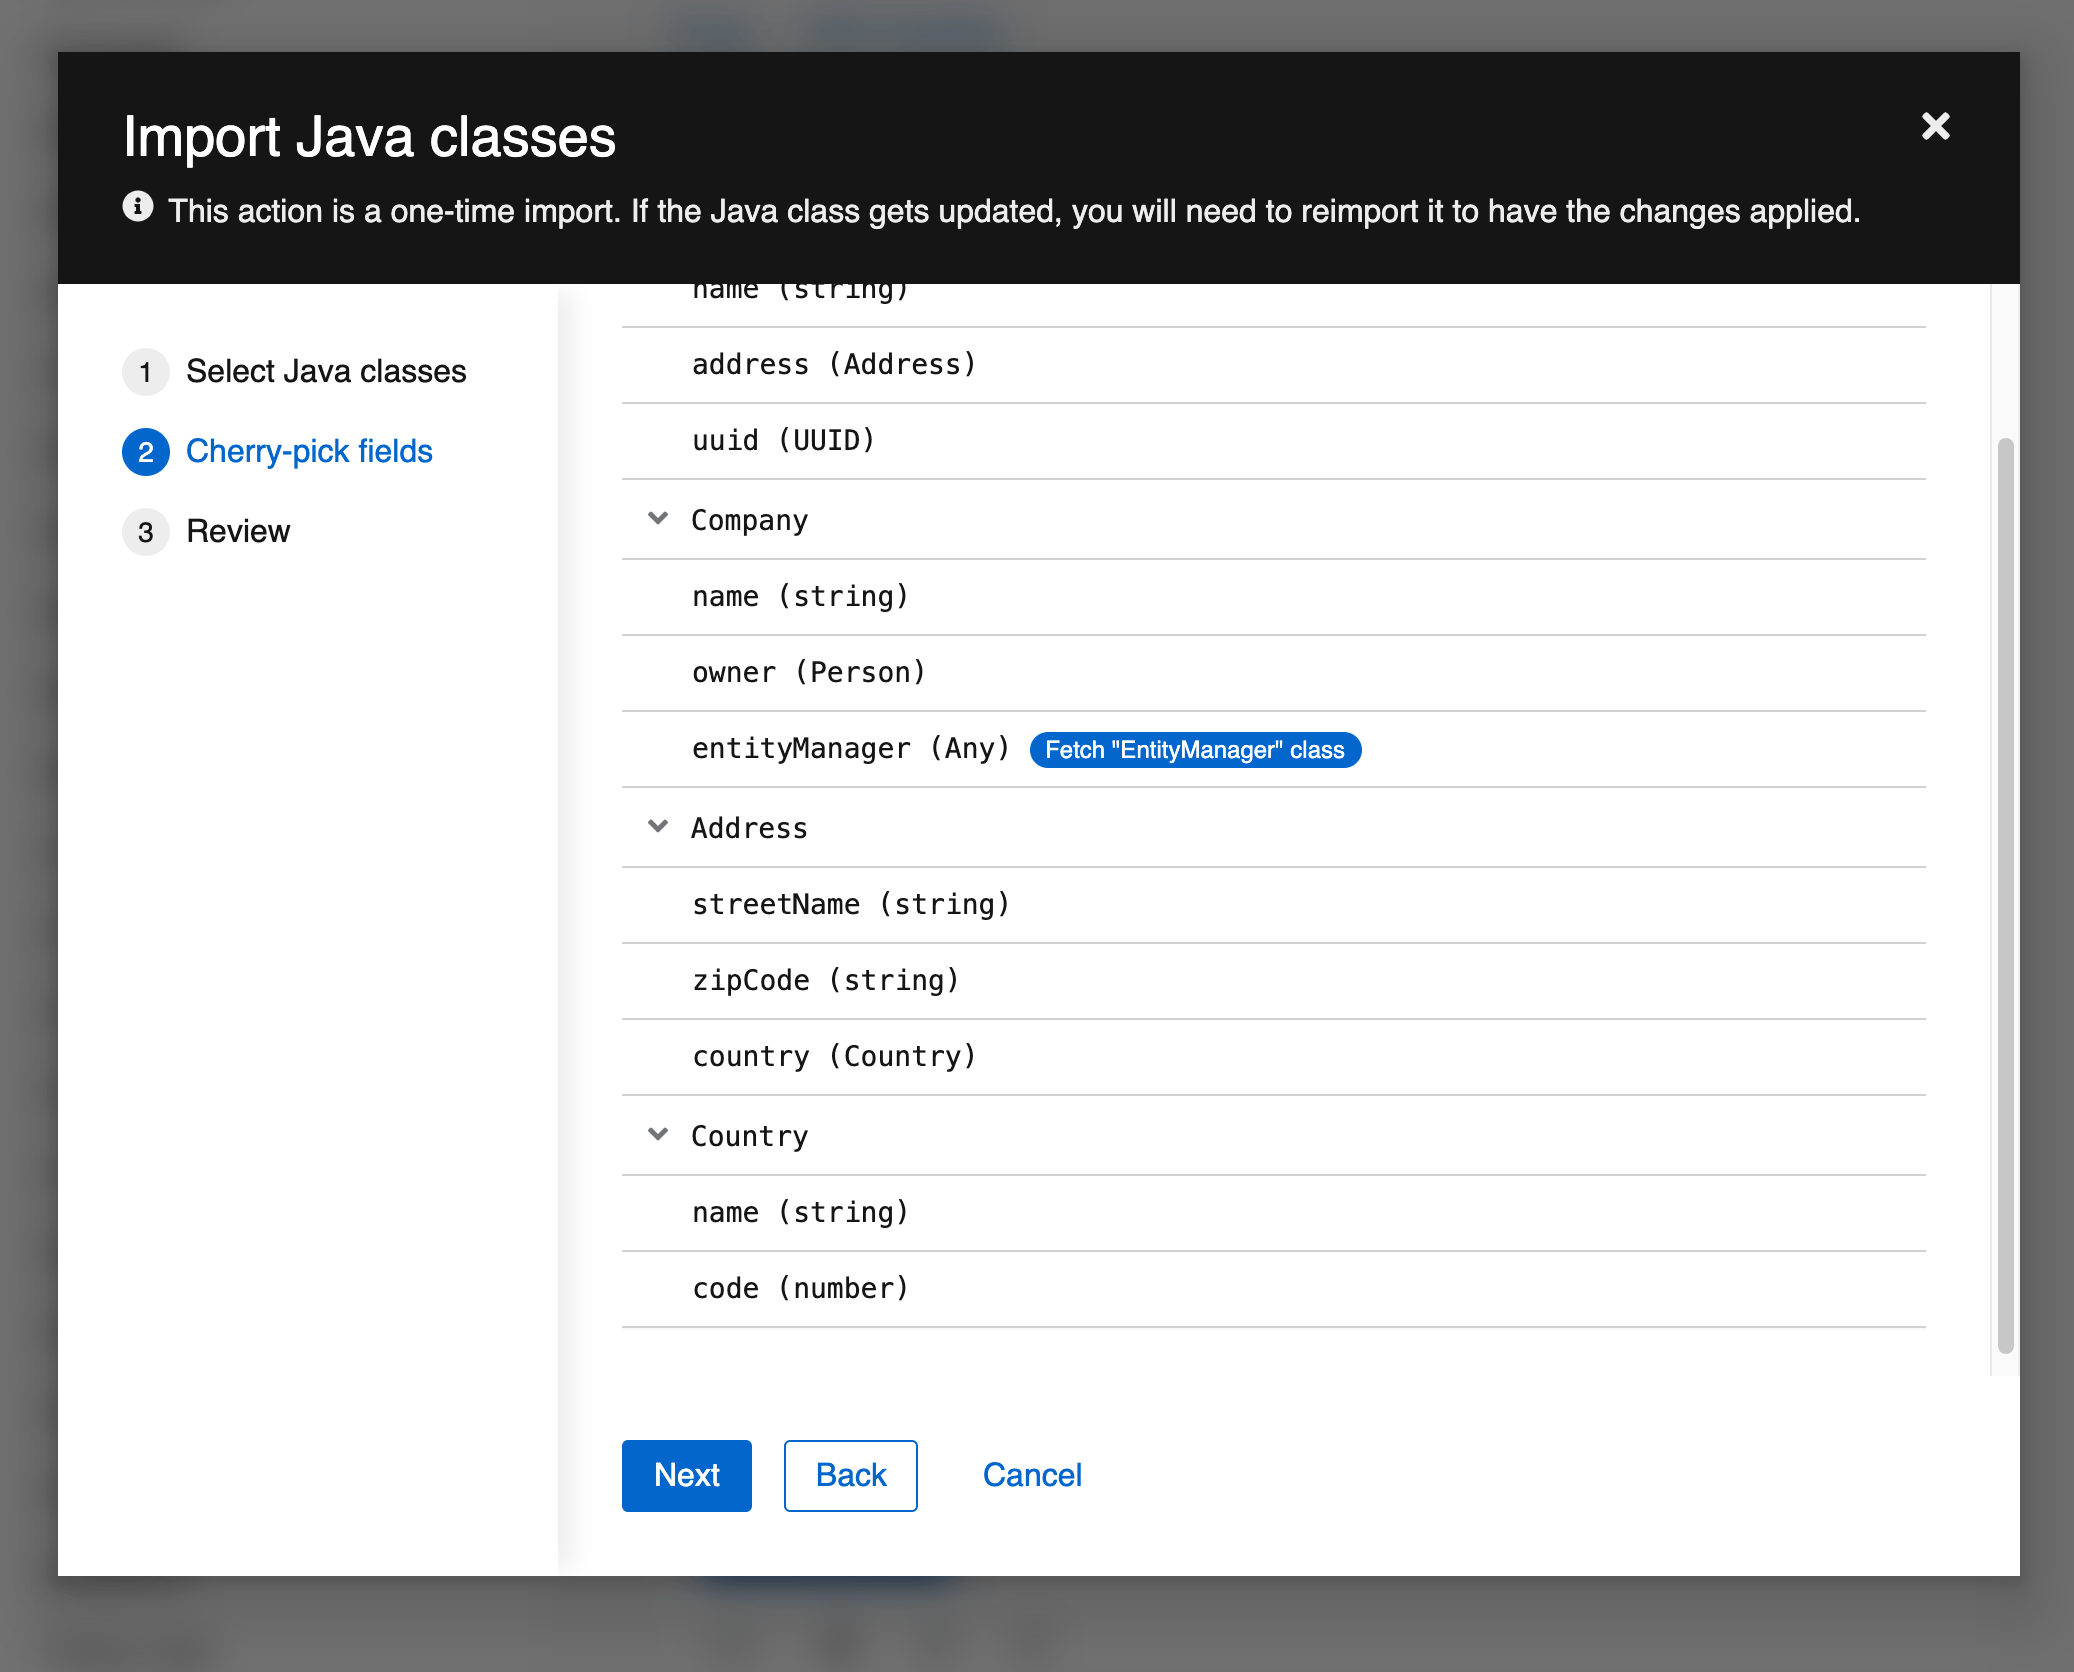 Import Java classes
This action is a one-time import. If the Java class gets updated, you will need to reimport it to have the changes applied.
1 Select Java classes
2 Cherry-pick fields
3 Review
name (string)
address (Address)
uuid (UUID)
Company
name (string)
owner (Person)
entityManager (Any) Fetch "EntityManager" class
Address
streetName (string)
zipCode (string)
country (Country)
Country
name (string)
code (number)
Next Back Cancel